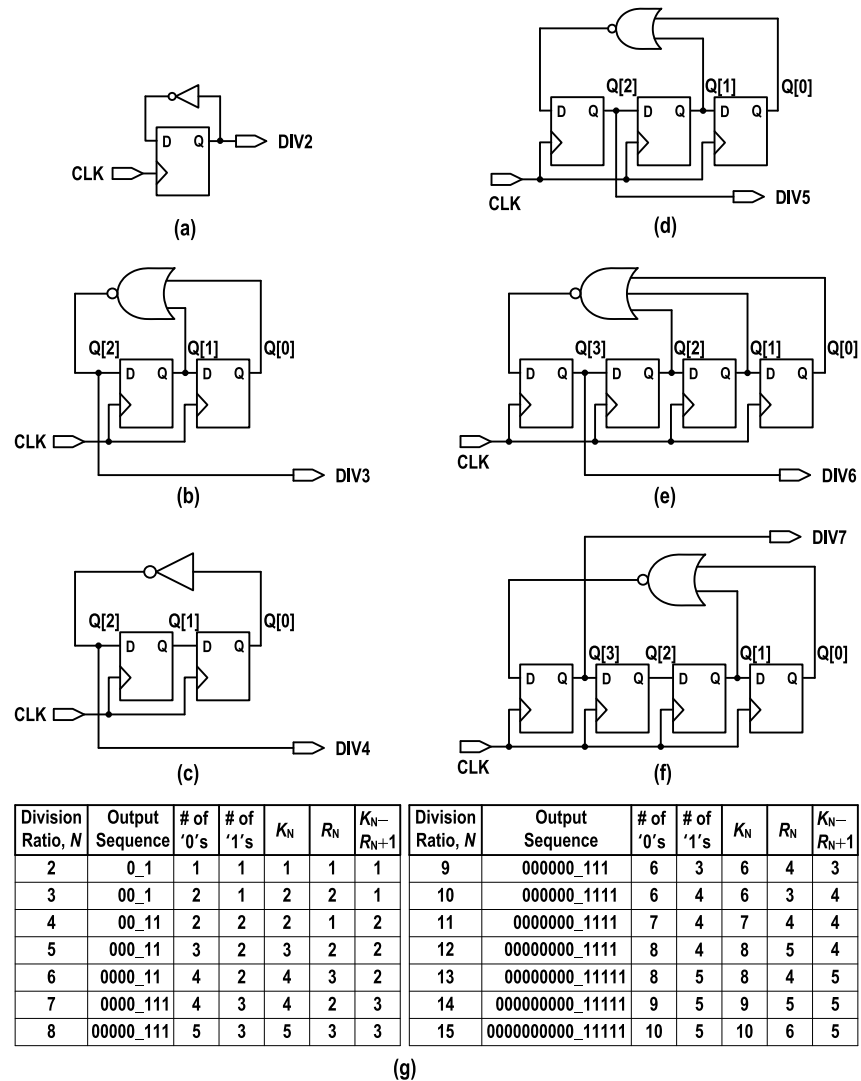 D Q
DIV2
CLK
(a)
Q[2] Q[1] Q[0]
D Q D Q D Q
CLK
DIV5
(d)
Q[2] Q[1] Q[0]
D Q D Q
CLK
DIV3
(b)
Q[3] Q[2] Q[1] Q[0]
D Q D Q D Q D Q
CLK
DIV6
(e)
Q[2] Q[1] Q[0]
D Q D Q
CLK
DIV4
(c)
DIV7
Q[3] Q[2] Q[1] Q[0]
D Q D Q D Q D Q
CLK
(f)
Division Ratio, N | Output Sequence | # of '0's | # of '1's | KN | RN | KN–RN+1
2 0_1 1 1 1 1 1
3 00_1 2 1 2 2 1
4 00_11 2 2 2 1 2
5 000_11 3 2 3 2 2
6 0000_11 4 2 4 3 2
7 0000_111 4 3 4 2 3
8 00000_111 5 3 5 3 3
Division Ratio, N | Output Sequence | # of '0's | # of '1's | KN | RN | KN–RN+1
9 000000_111 6 3 6 4 3
10 000000_1111 6 4 6 3 4
11 0000000_1111 7 4 7 4 4
12 00000000_1111 8 4 8 5 4
13 00000000_11111 8 5 8 4 5
14 000000000_11111 9 5 9 5 5
15 0000000000_11111 10 5 10 6 5
(g)